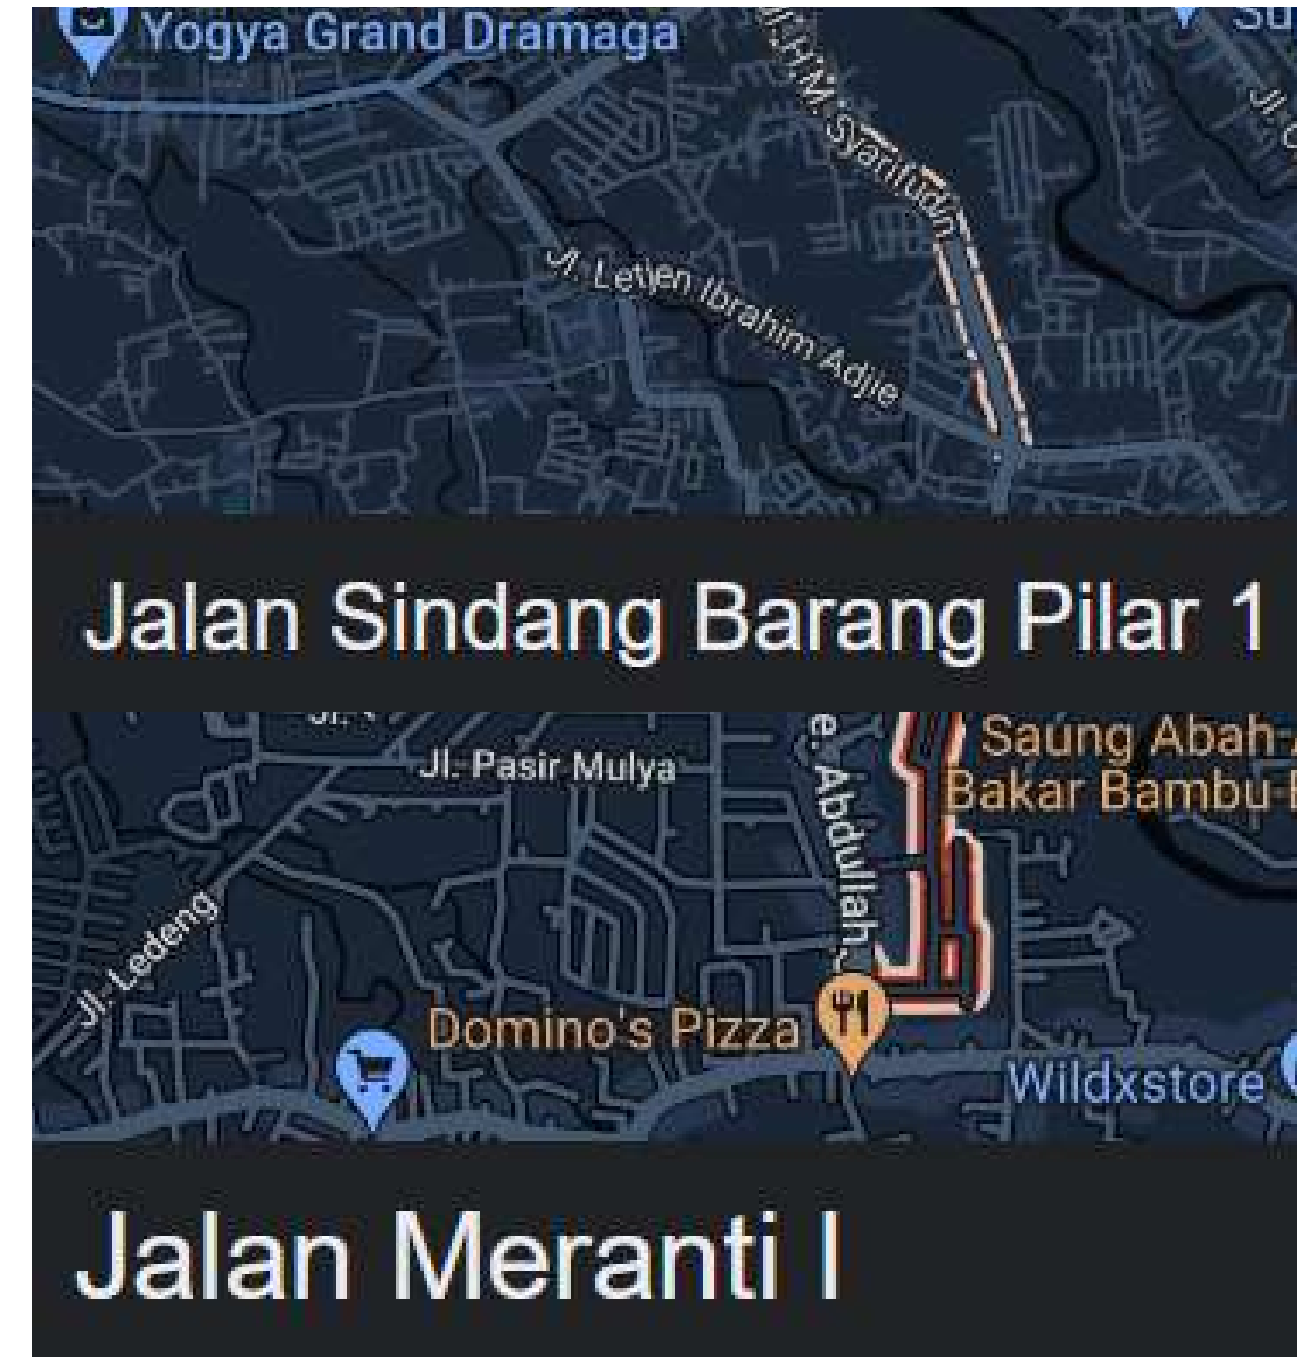 Yogya Grand Dramaga
Su
Jl. H.M. Syarifudin
Jl. Letjen Ibrahim Adjie
Jalan Sindang Barang Pilar 1
Jl. Pasir Mulya
e. Abdullah
Saung Abah
Bakar Bambu
Jl. Ledeng
Domino's Pizza
Wildxstore
Jalan Meranti I